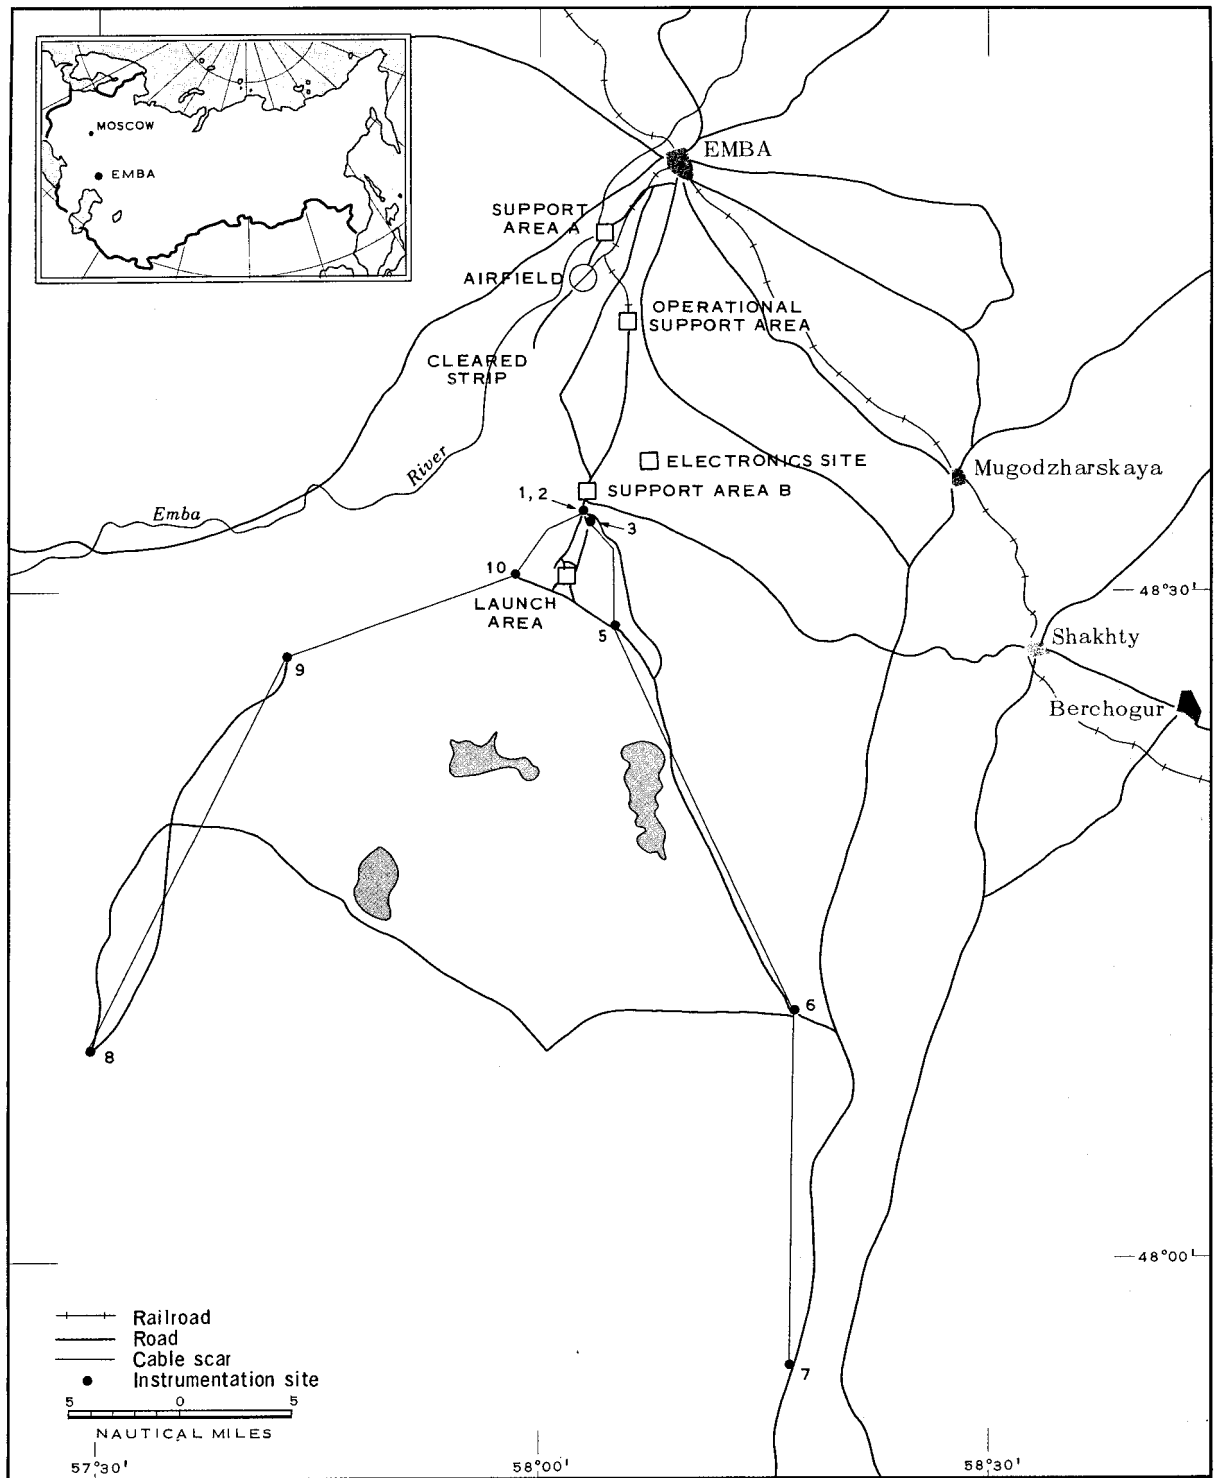 MOSCOW
EMBA
EMBA
SUPPORT
AREA A
AIRFIELD
OPERATIONAL
SUPPORT AREA
CLEARED
STRIP
River
ELECTRONICS SITE
Mugodzharskaya
1, 2
SUPPORT AREA B
Emba
3
10
48°30'
LAUNCH
AREA
5
Shakhty
9
Berchogur
6
8
48°00'
Railroad
Road
Cable scar
Instrumentation site
7
5 0 5
NAUTICAL MILES
57°30' 58°00' 58°30'